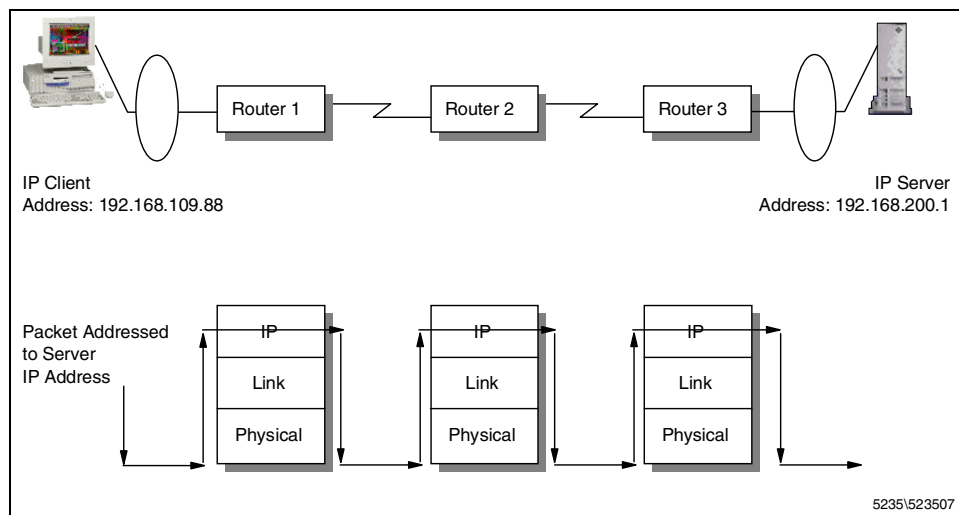 Router 1
Router 2
Router 3
IP Client
Address: 192.168.109.88
IP Server
Address: 192.168.200.1
Packet Addressed
to Server
IP Address
IP
Link
Physical
IP
Link
Physical
IP
Link
Physical
5235\523507